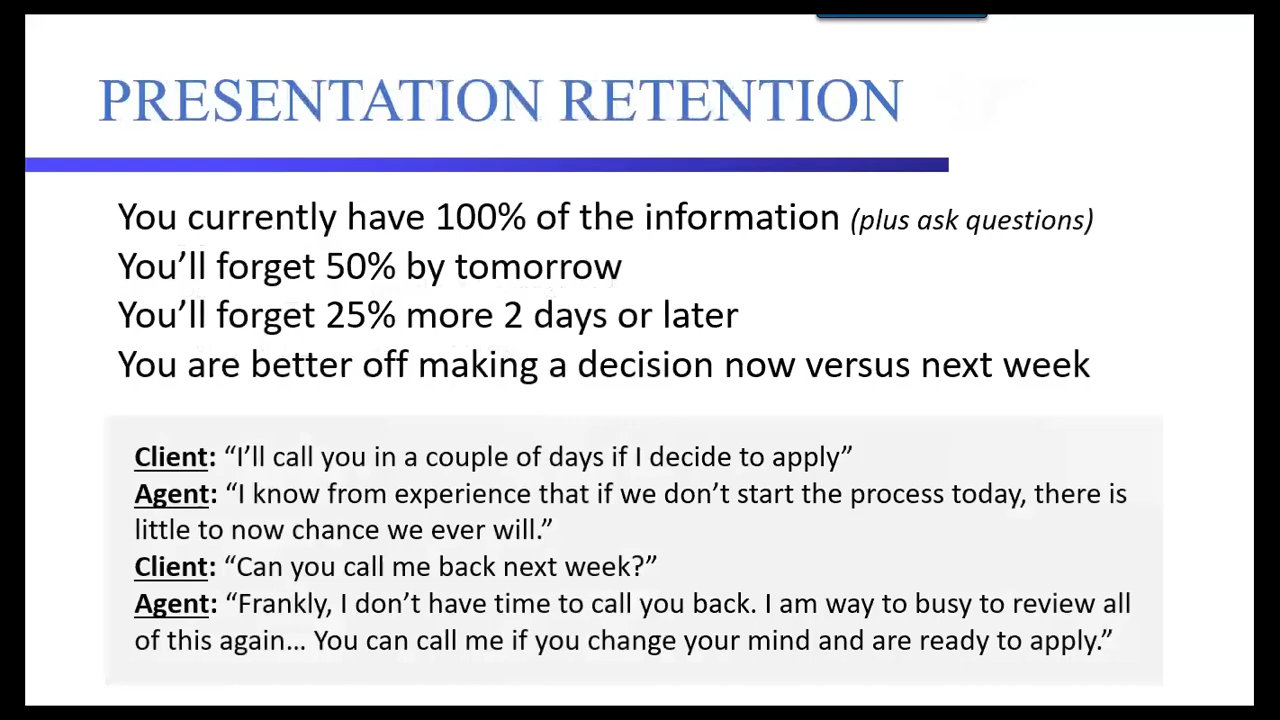 PRESENTATION RETENTION
You currently have 100% of the information (plus ask questions)
You’ll forget 50% by tomorrow
You’ll forget 25% more 2 days or later
You are better off making a decision now versus next week
Client: “I’ll call you in a couple of days if I decide to apply”
Agent: “I know from experience that if we don’t start the process today, there is
little to now chance we ever will.”
Client: “Can you call me back next week?”
Agent: “Frankly, I don’t have time to call you back. I am way to busy to review all
of this again… You can call me if you change your mind and are ready to apply.”